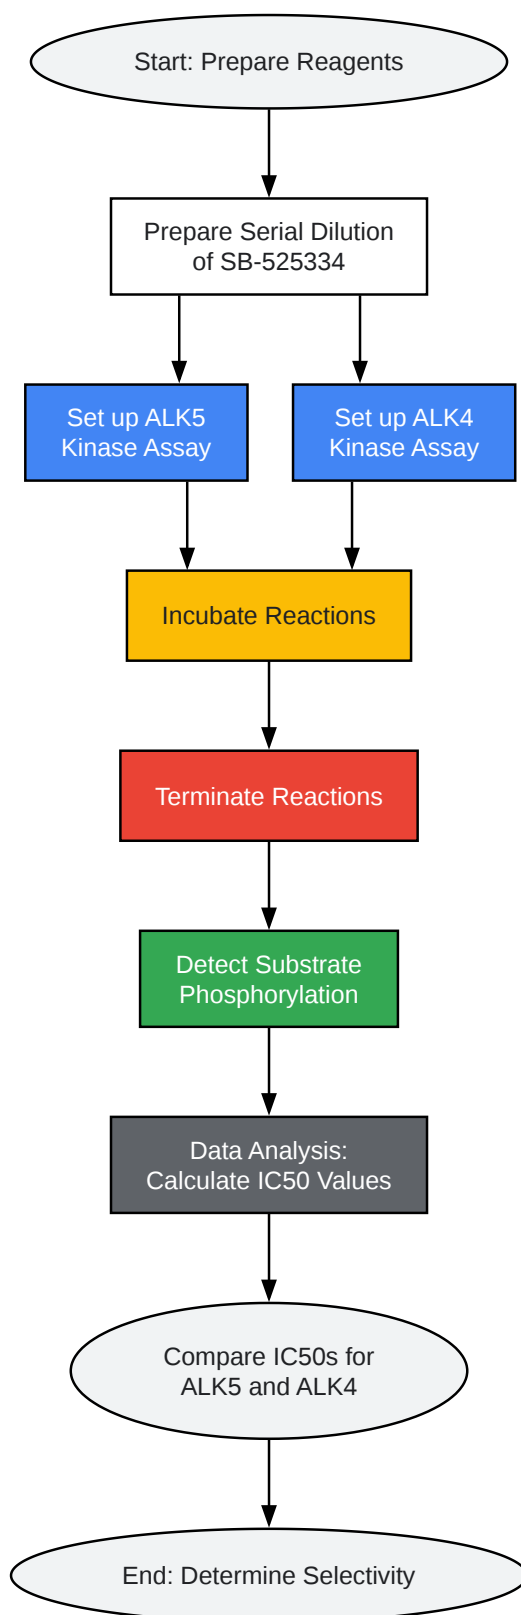 Start: Prepare Reagents
Prepare Serial Dilution
of SB-525334
Set up ALK5
Kinase Assay
Set up ALK4
Kinase Assay
Incubate Reactions
Terminate Reactions
Detect Substrate
Phosphorylation
Data Analysis:
Calculate IC50 Values
Compare IC50s for
ALK5 and ALK4
End: Determine Selectivity